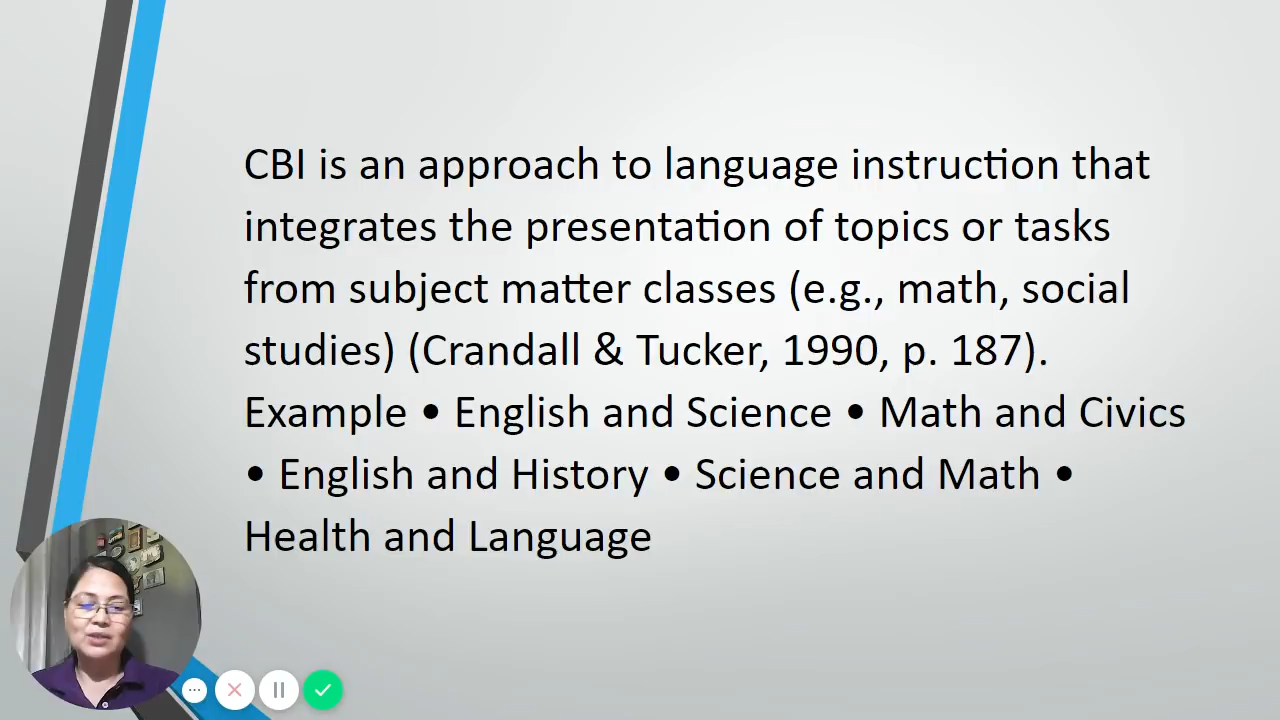 CBI is an approach to language instruction that
integrates the presentation of topics or tasks
from subject matter classes (e.g., math, social
studies) (Crandall & Tucker, 1990, p. 187).
Example • English and Science • Math and Civics
• English and History • Science and Math •
Health and Language